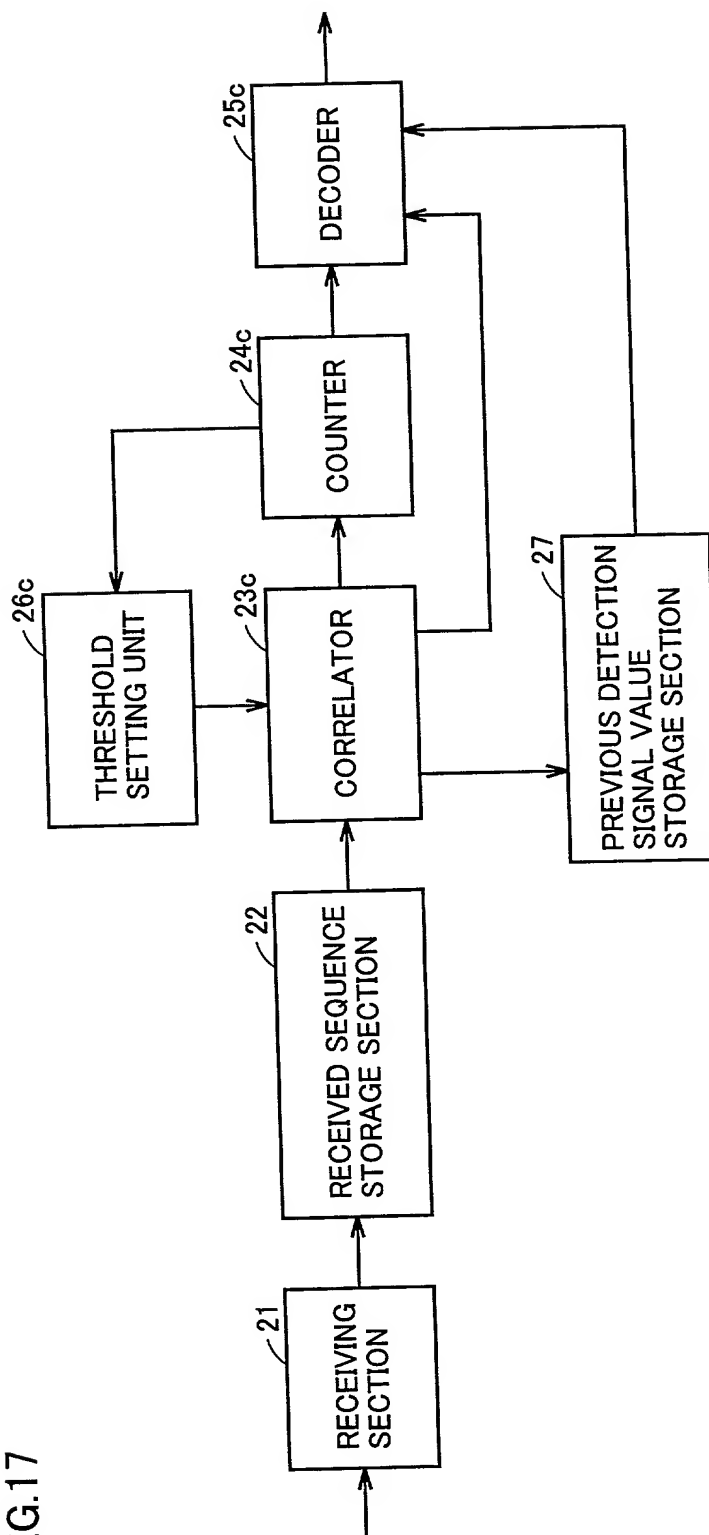 G.17
21
RECEIVING
SECTION
22
RECEIVED SEQUENCE
STORAGE SECTION
26c
THRESHOLD
SETTING UNIT
23c
CORRELATOR
24c
COUNTER
25c
DECODER
27
PREVIOUS DETECTION
SIGNAL VALUE
STORAGE SECTION